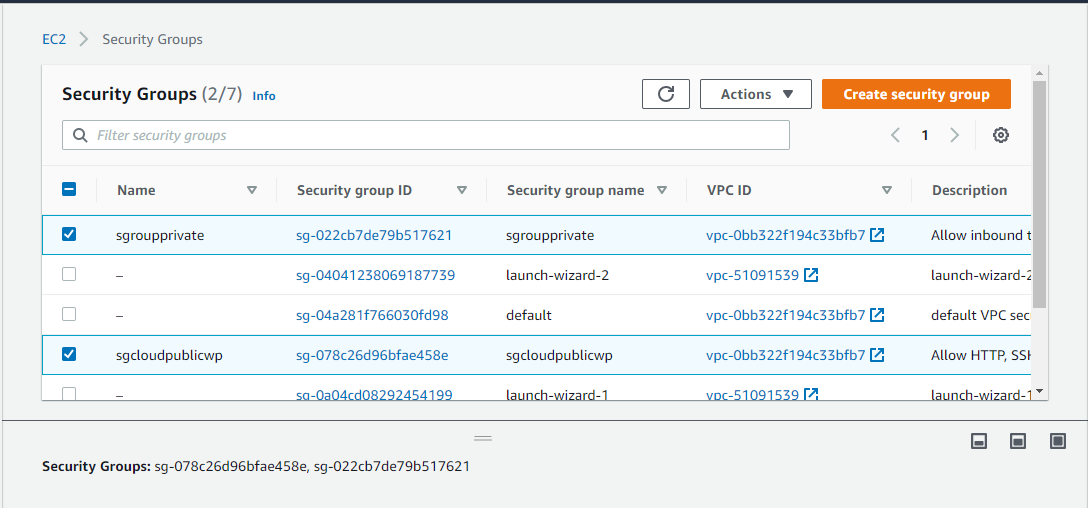 EC2 > Security Groups
Security Groups (2/7) Info Actions Create security group
Filter security groups 1
Name Security group ID Security group name VPC ID Description
sgroupprivate sg-022cb7de79b517621 sgroupprivate vpc-0bb322f194c33bfb7 Allow inbound t
– sg-04041238069187739 launch-wizard-2 vpc-51091539 launch-wizard-2
– sg-04a281f766030fd98 default vpc-0bb322f194c33bfb7 default VPC sec
sgcloudpublicwp sg-078c26d96bfae458e sgcloudpublicwp vpc-0bb322f194c33bfb7 Allow HTTP, SSH
– sg-0a04cd08292454199 launch-wizard-1 vpc-51091539 launch-wizard-1
Security Groups: sg-078c26d96bfae458e, sg-022cb7de79b517621